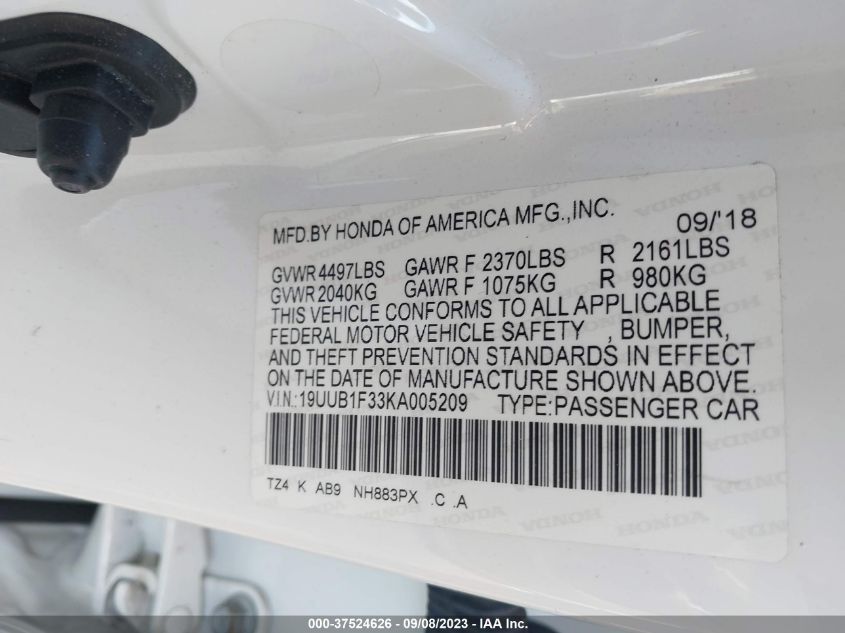 MFD.BY HONDA OF AMERICA MFG.,INC. 09/'18
GVWR 4497LBS GAWR F 2370LBS R 2161LBS
GVWR 2040KG GAWR F 1075KG R 980KG
THIS VEHICLE CONFORMS TO ALL APPLICABLE
FEDERAL MOTOR VEHICLE SAFETY , BUMPER,
AND THEFT PREVENTION STANDARDS IN EFFECT
ON THE DATE OF MANUFACTURE SHOWN ABOVE.
V.I.N.:19UUB1F33KA005209 TYPE:PASSENGER CAR
TZ4 K AB9 NH883PX .C .A
HONDA HONDA HONDA
000-37524626 - 09/08/2023 - IAA Inc.